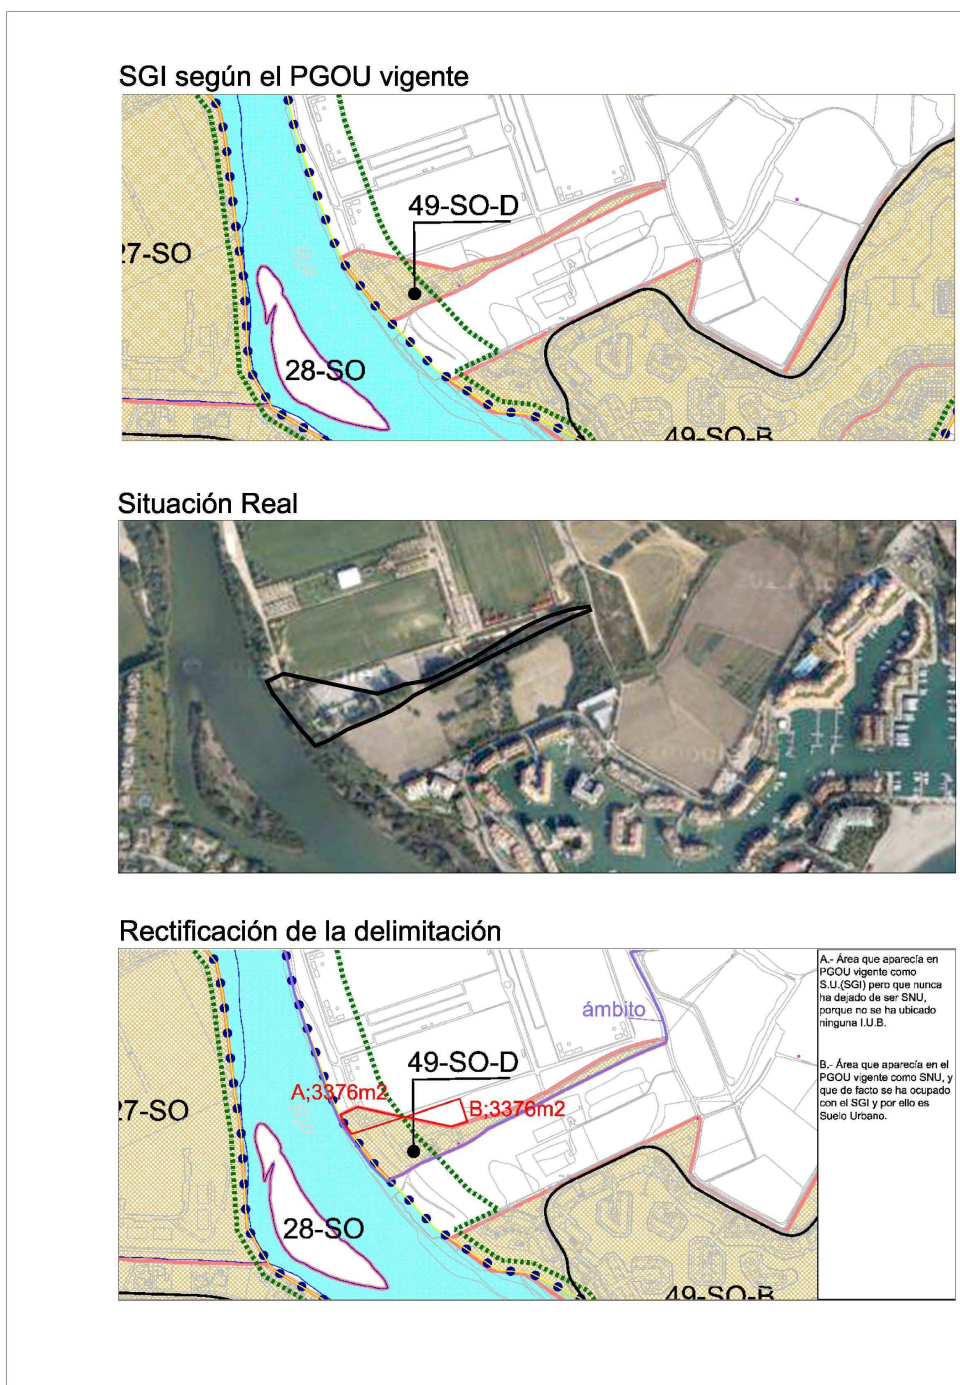 SGI según el PGOU vigente
49-SO-D
27-SO
Río
28-SO
49-SO-B
Situación Real
Rectificación de la delimitación
ámbito
49-SO-D
A;3376m2
B;3376m2
27-SO
Río
28-SO
49-SO-B
A.- Área que aparecía en
PGOU vigente como
S.U.(SGI) pero que nunca
ha dejado de ser SNU,
porque no se ha ubicado
ninguna I.U.B.
B.- Área que aparecía en el
PGOU vigente como SNU, y
que de facto se ha ocupado
con el SGI y por ello es
Suelo Urbano.